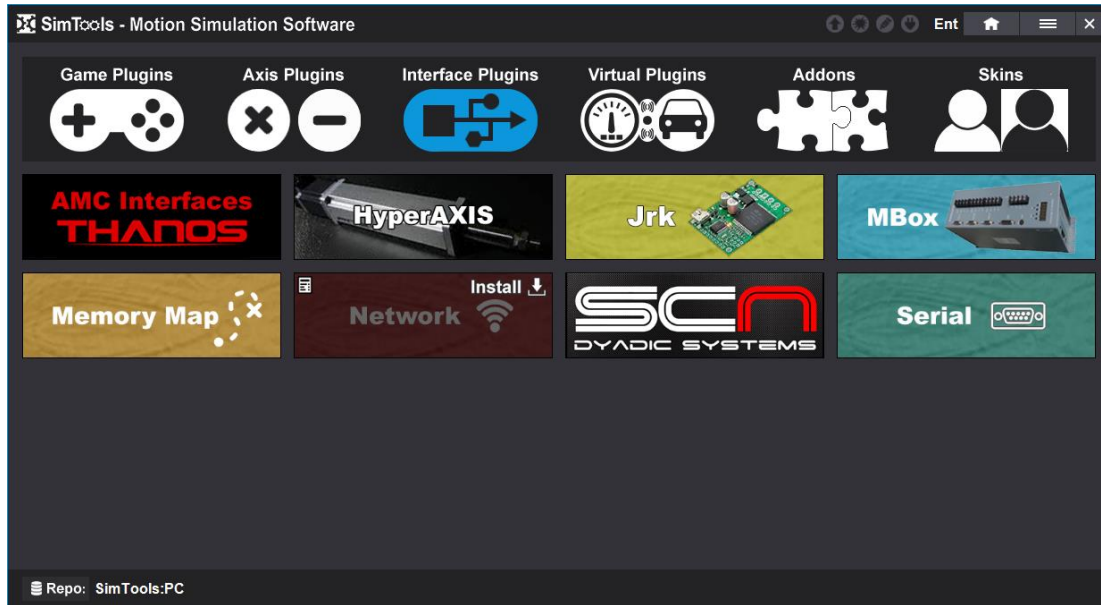 SimTools - Motion Simulation Software
Ent
Game Plugins
Axis Plugins
Interface Plugins
Virtual Plugins
Addons
Skins
AMC Interfaces
THANOS
HyperAXIS
Jrk
MBox
Memory Map
Install
Network
SCN
DYADIC SYSTEMS
Serial
Repo: SimTools:PC